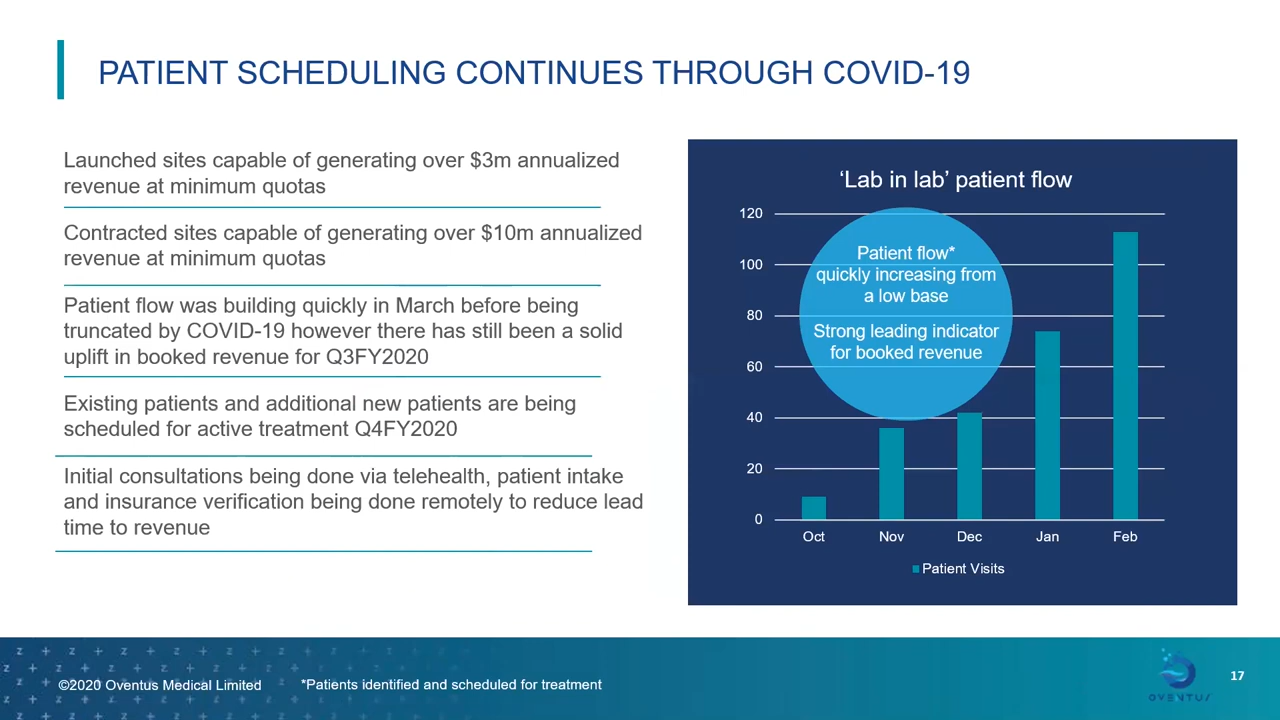 PATIENT SCHEDULING CONTINUES THROUGH COVID-19
Launched sites capable of generating over $3m annualized
revenue at minimum quotas
Contracted sites capable of generating over $10m annualized
revenue at minimum quotas
Patient flow was building quickly in March before being
truncated by COVID-19 however there has still been a solid
uplift in booked revenue for Q3FY2020
Existing patients and additional new patients are being
scheduled for active treatment Q4FY2020
Initial consultations being done via telehealth, patient intake
and insurance verification being done remotely to reduce lead
time to revenue
‘Lab in lab’ patient flow
120
100
80
60
40
20
0
Patient flow*
quickly increasing from
a low base
Strong leading indicator
for booked revenue
Oct Nov Dec Jan Feb
Patient Visits
©2020 Oventus Medical Limited
*Patients identified and scheduled for treatment
OVENTUS
17